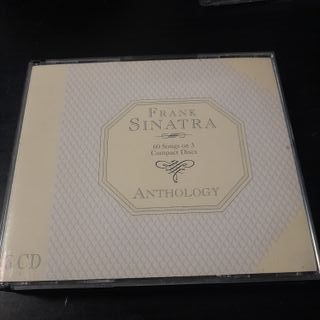 FRANK
SINATRA
60 Songs on 3
Compact Discs
ANTHOLOGY
3 CD